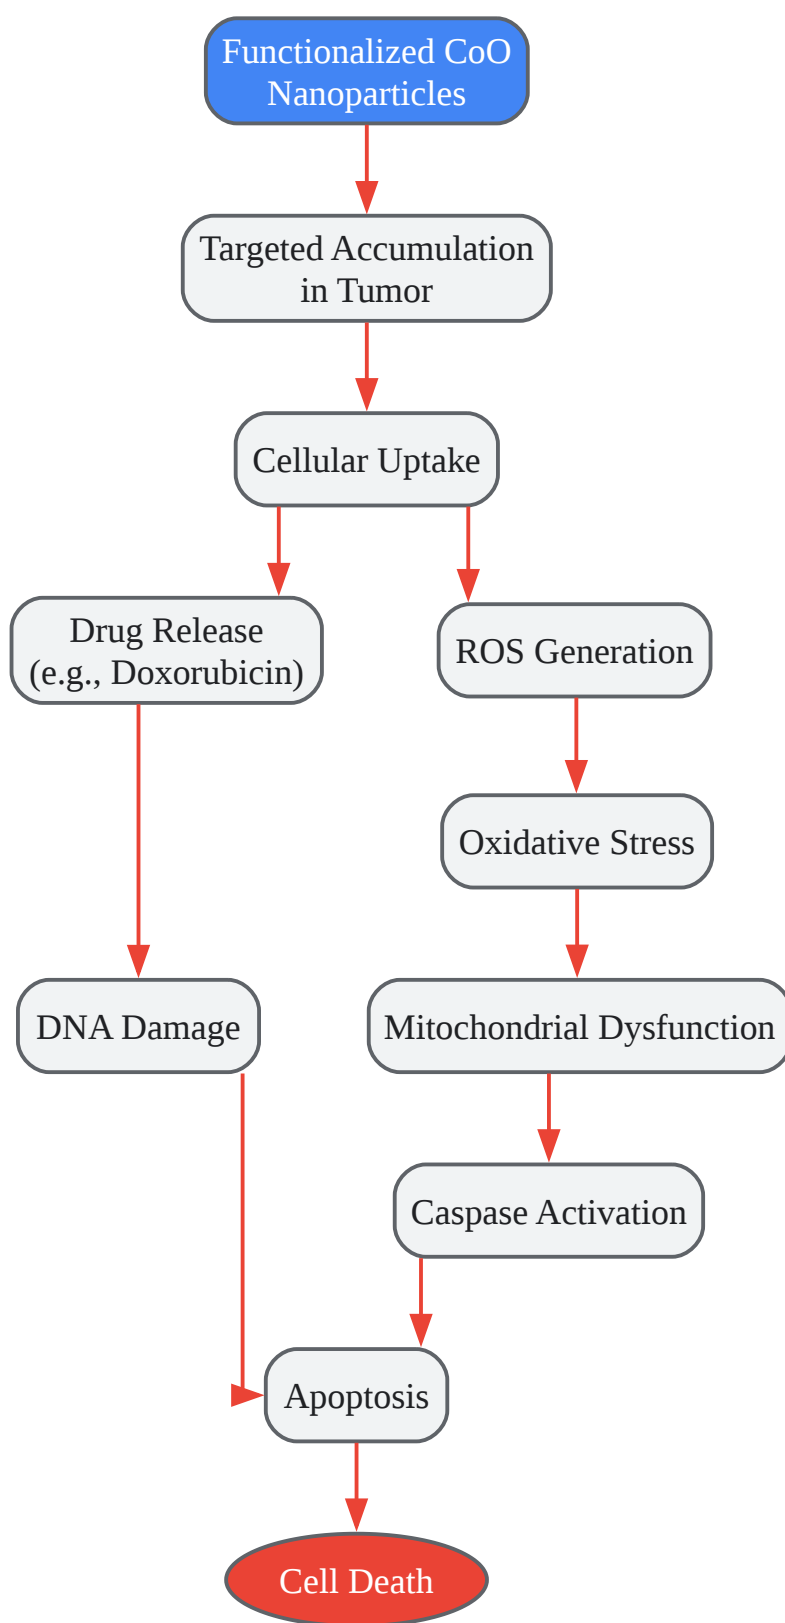 Functionalized CoO
Nanoparticles
Targeted Accumulation
in Tumor
Cellular Uptake
Drug Release
(e.g., Doxorubicin)
ROS Generation
Oxidative Stress
DNA Damage
Mitochondrial Dysfunction
Caspase Activation
Apoptosis
Cell Death